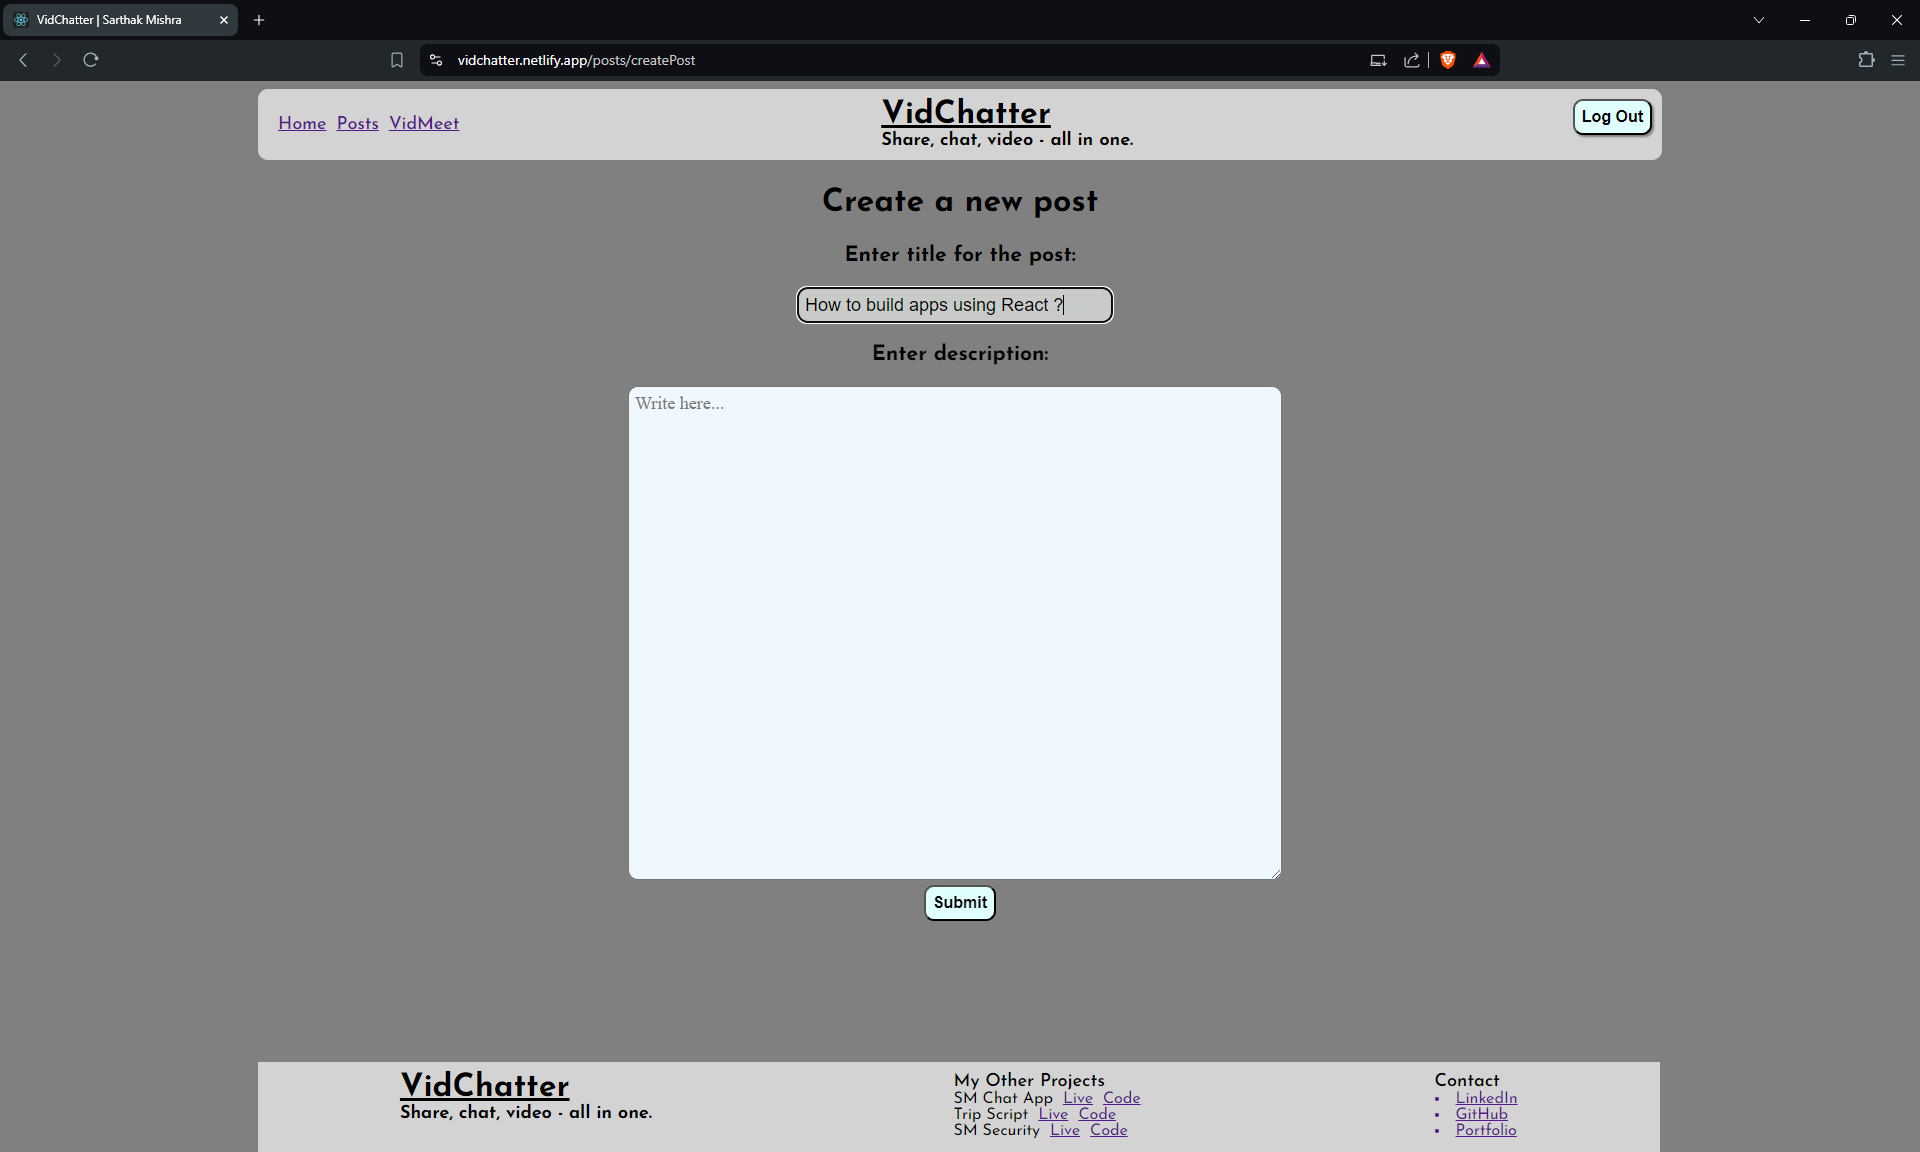 VidChatter | Sarthak Mishra
vidchatter.netlify.app/posts/createPost
Home Posts VidMeet
VidChatter
Share, chat, video - all in one.
Log Out
Create a new post
Enter title for the post:
How to build apps using React ?
Enter description:
Write here...
Submit
VidChatter
Share, chat, video - all in one.
My Other Projects
SM Chat App Live Code
Trip Script Live Code
SM Security Live Code
Contact
• LinkedIn
• GitHub
• Portfolio